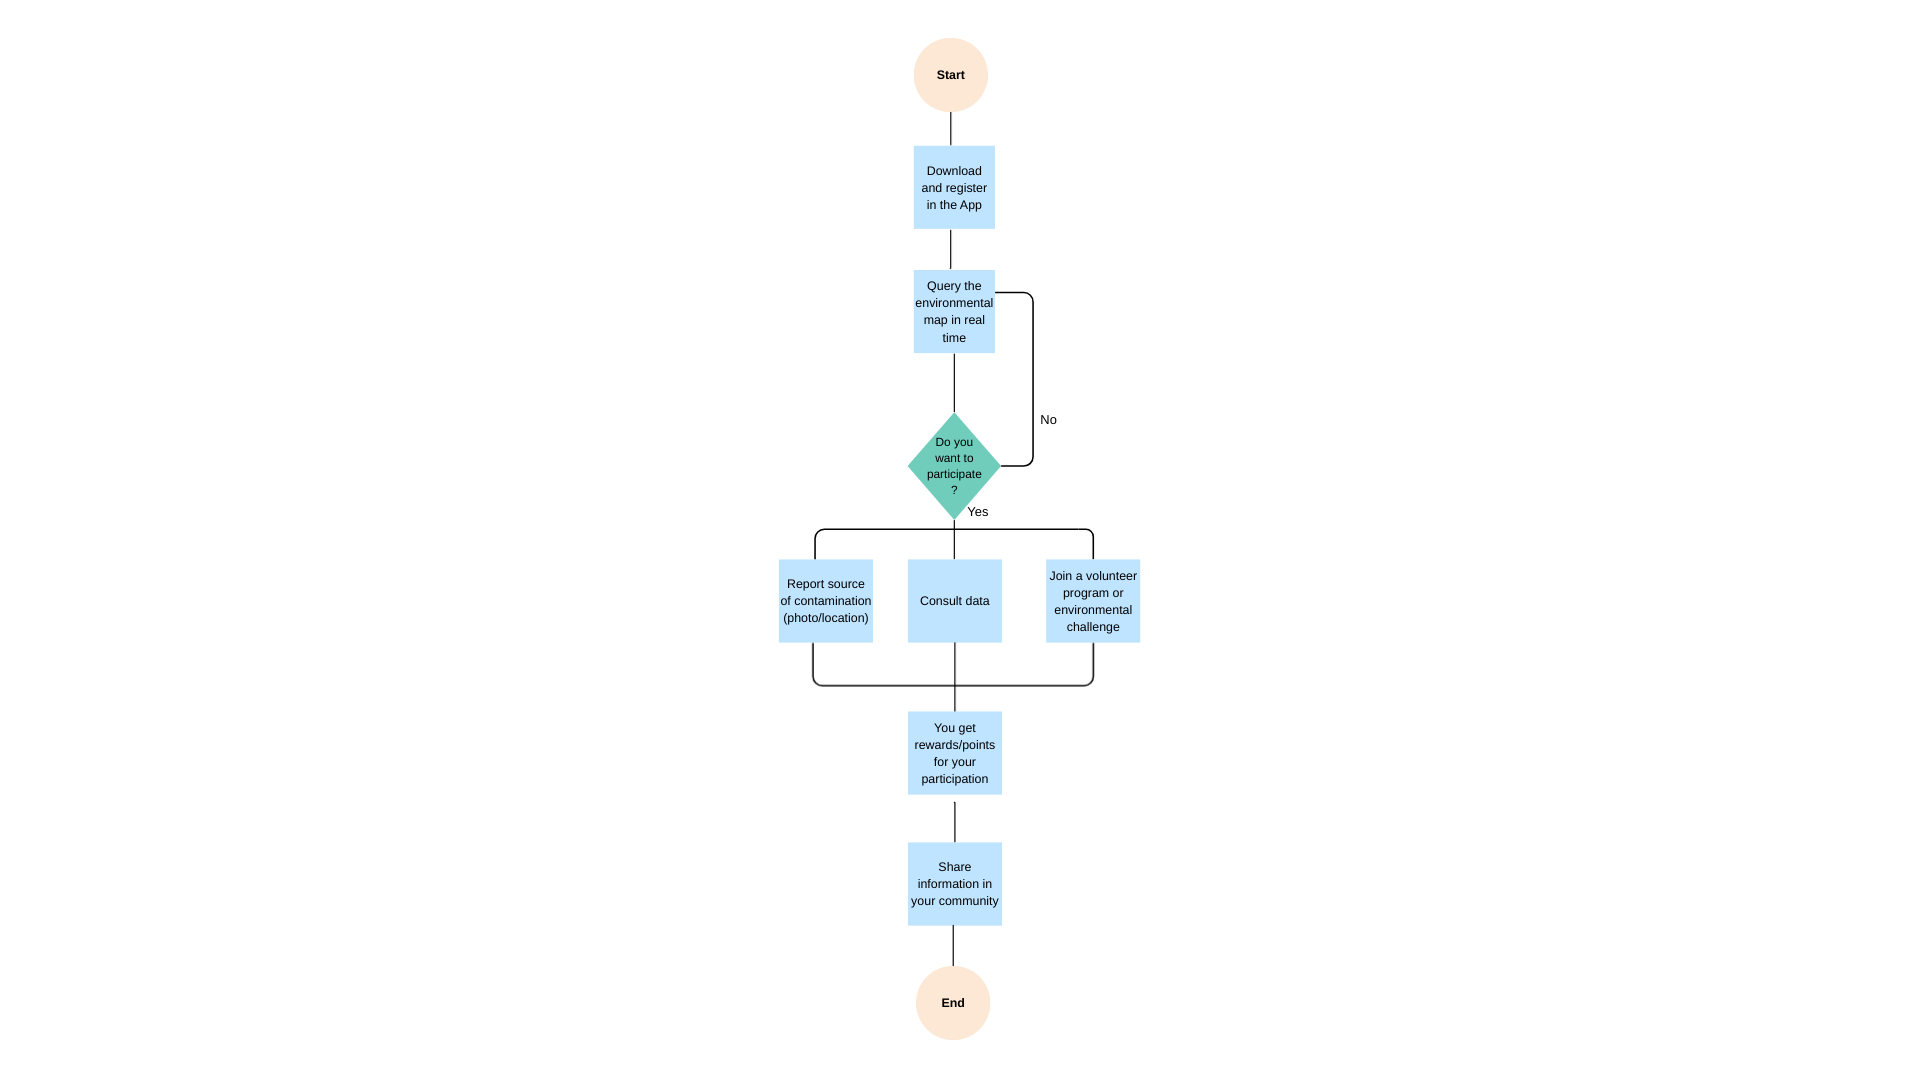 Start
Download
and register
in the App
Query the
environmental
map in real
time
No
Do you
want to
participate
?
Yes
Report source
of contamination
(photo/location)
Consult data
Join a volunteer
program or
environmental
challenge
You get
rewards/points
for your
participation
Share
information in
your community
End